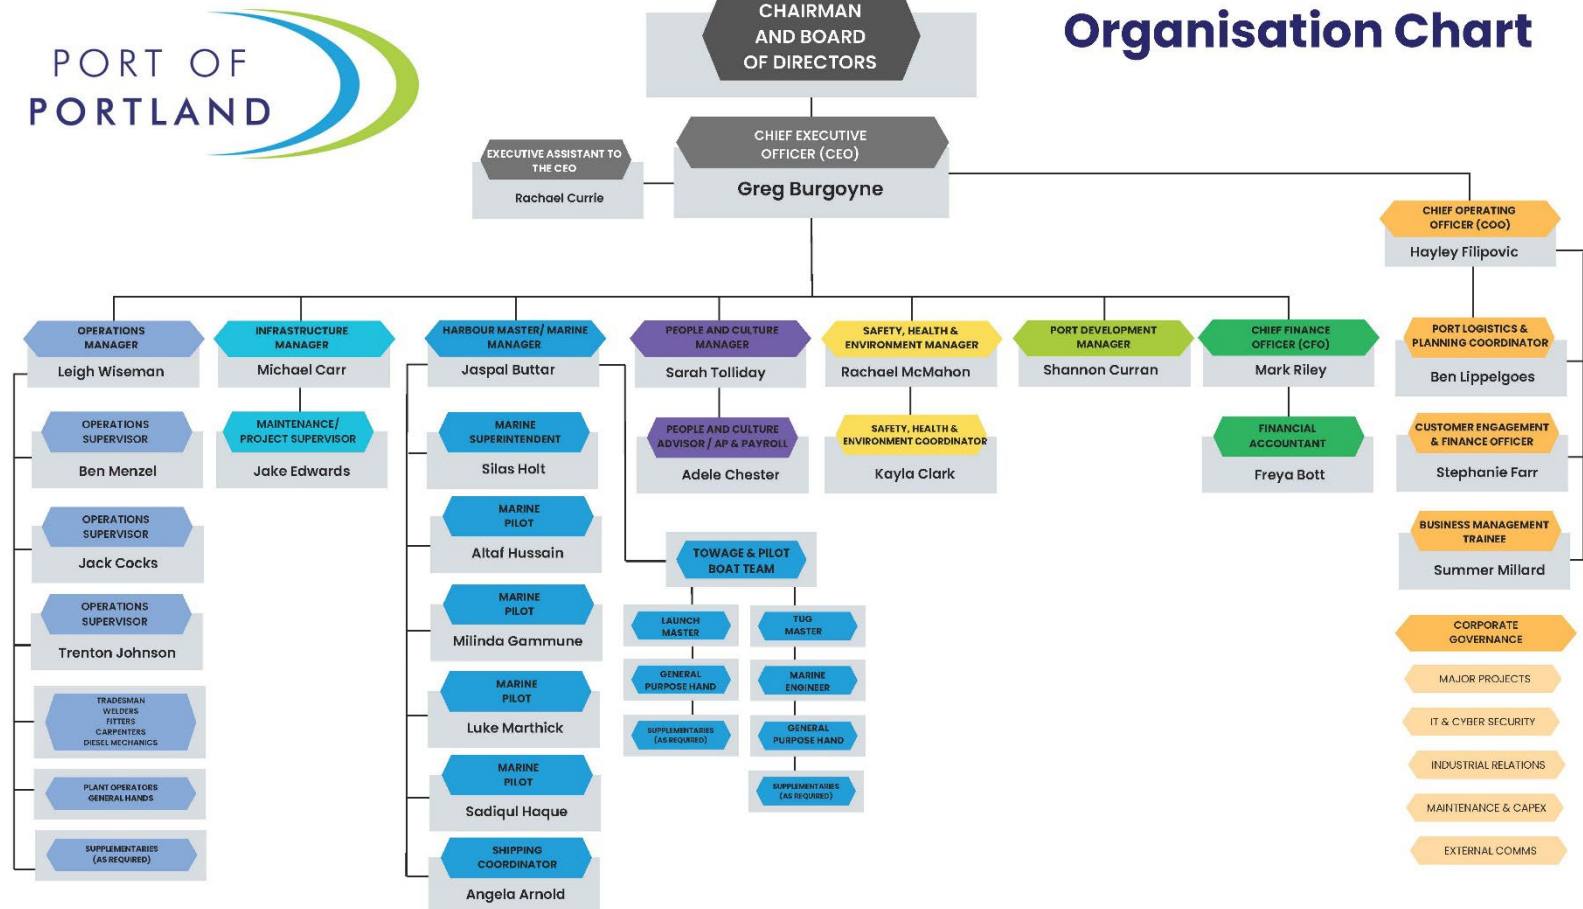 PORT OF
PORTLAND
Organisation Chart
CHAIRMAN
AND BOARD
OF DIRECTORS
CHIEF EXECUTIVE
OFFICER (CEO)
Greg Burgoyne
EXECUTIVE ASSISTANT TO
THE CEO
Rachael Currie
CHIEF OPERATING
OFFICER (COO)
Hayley Filipovic
OPERATIONS
MANAGER
Leigh Wiseman
OPERATIONS
SUPERVISOR
Ben Menzel
OPERATIONS
SUPERVISOR
Jack Cocks
OPERATIONS
SUPERVISOR
Trenton Johnson
TRADESMAN
WELDERS
FITTERS
CARPENTERS
DIESEL MECHANICS
PLANT OPERATORS
GENERAL HANDS
SUPPLEMENTARIES
(AS REQUIRED)
INFRASTRUCTURE
MANAGER
Michael Carr
MAINTENANCE/
PROJECT SUPERVISOR
Jake Edwards
HARBOUR MASTER/ MARINE
MANAGER
Jaspal Buttar
MARINE
SUPERINTENDENT
Silas Holt
MARINE
PILOT
Altaf Hussain
MARINE
PILOT
Milinda Gammune
MARINE
PILOT
Luke Marthick
MARINE
PILOT
Sadiqul Haque
SHIPPING
COORDINATOR
Angela Arnold
TOWAGE & PILOT
BOAT TEAM
LAUNCH
MASTER
GENERAL
PURPOSE HAND
SUPPLEMENTARIES
(AS REQUIRED)
TUG
MASTER
MARINE
ENGINEER
GENERAL
PURPOSE HAND
SUPPLEMENTARIES
(AS REQUIRED)
PEOPLE AND CULTURE
MANAGER
Sarah Tolliday
PEOPLE AND CULTURE
ADVISOR / AP & PAYROLL
Adele Chester
SAFETY, HEALTH &
ENVIRONMENT MANAGER
Rachael McMahon
SAFETY, HEALTH &
ENVIRONMENT COORDINATOR
Kayla Clark
PORT DEVELOPMENT
MANAGER
Shannon Curran
CHIEF FINANCE
OFFICER (CFO)
Mark Riley
FINANCIAL
ACCOUNTANT
Freya Bott
PORT LOGISTICS &
PLANNING COORDINATOR
Ben Lippelgoes
CUSTOMER ENGAGEMENT
& FINANCE OFFICER
Stephanie Farr
BUSINESS MANAGEMENT
TRAINEE
Summer Millard
CORPORATE
GOVERNANCE
MAJOR PROJECTS
IT & CYBER SECURITY
INDUSTRIAL RELATIONS
MAINTENANCE & CAPEX
EXTERNAL COMMS